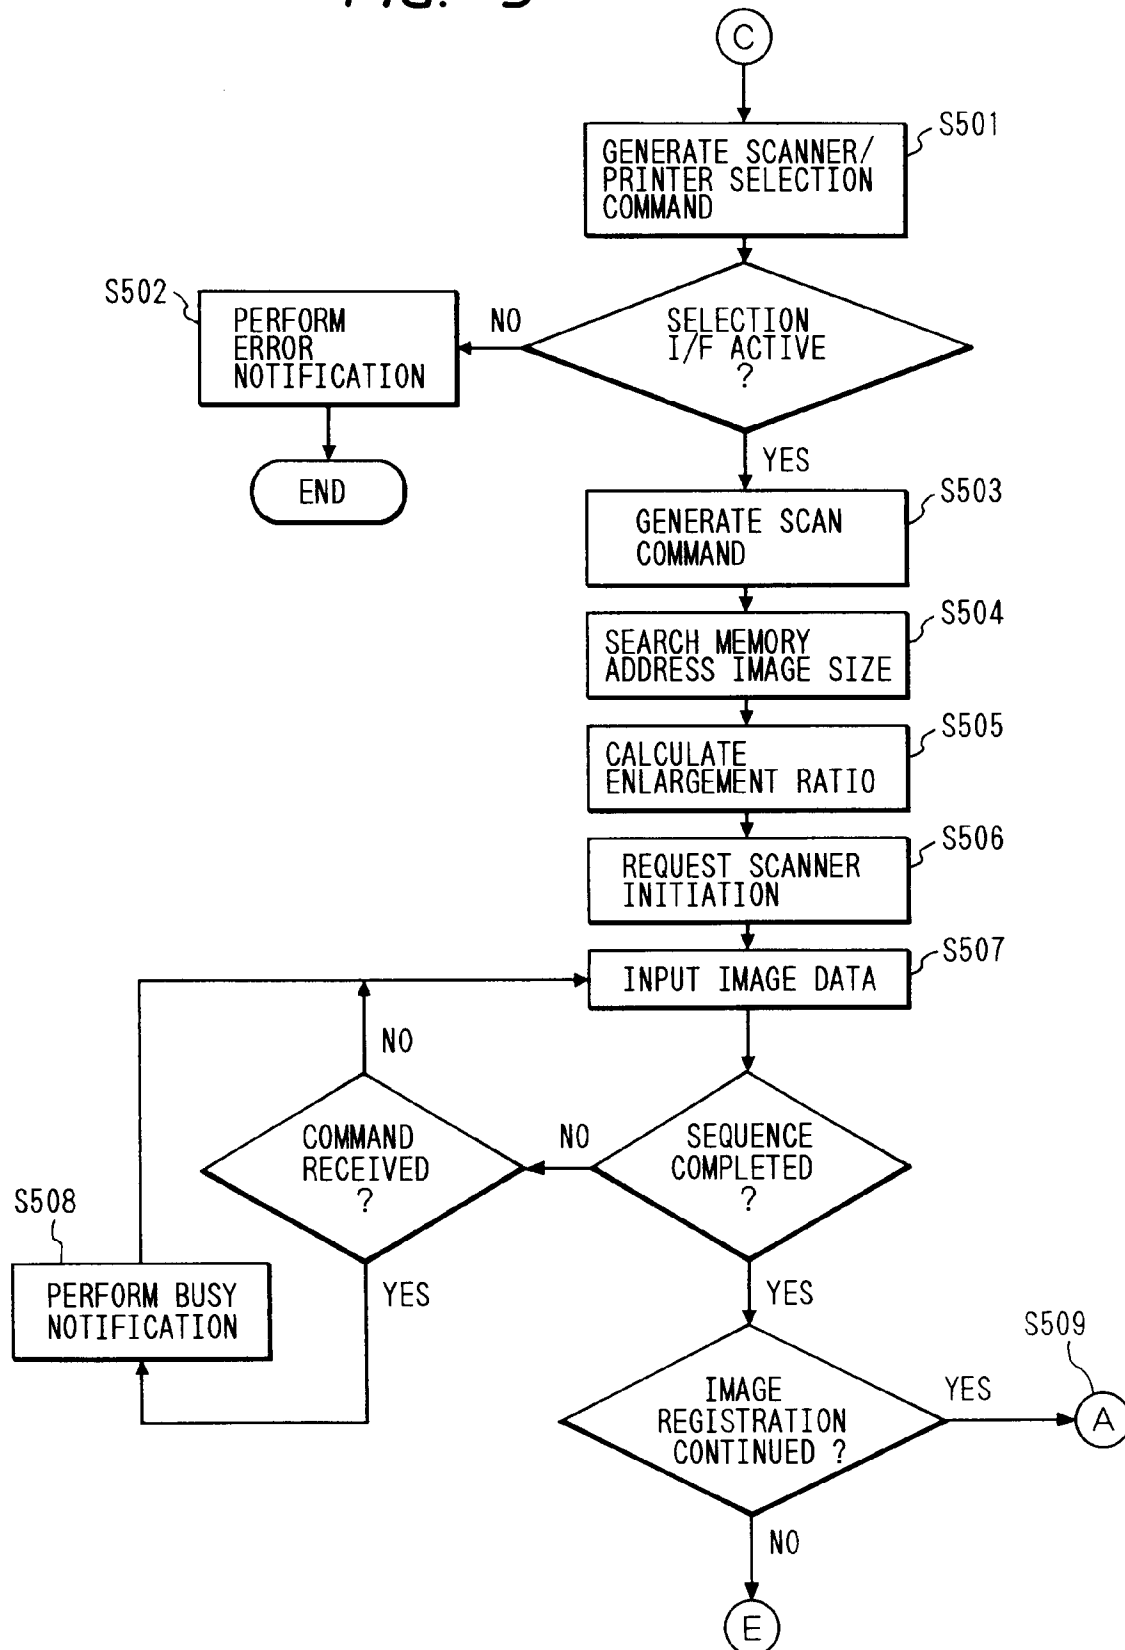 C
S501
GENERATE SCANNER/
PRINTER SELECTION
COMMAND
S502
PERFORM
ERROR
NOTIFICATION
NO
SELECTION
I/F ACTIVE
?
END
YES
S503
GENERATE SCAN
COMMAND
S504
SEARCH MEMORY
ADDRESS IMAGE SIZE
S505
CALCULATE
ENLARGEMENT RATIO
S506
REQUEST SCANNER
INITIATION
S507
INPUT IMAGE DATA
NO
COMMAND
RECEIVED
?
NO
SEQUENCE
COMPLETED
?
S508
PERFORM BUSY
NOTIFICATION
YES
YES
S509
IMAGE
REGISTRATION
CONTINUED ?
YES
A
NO
E